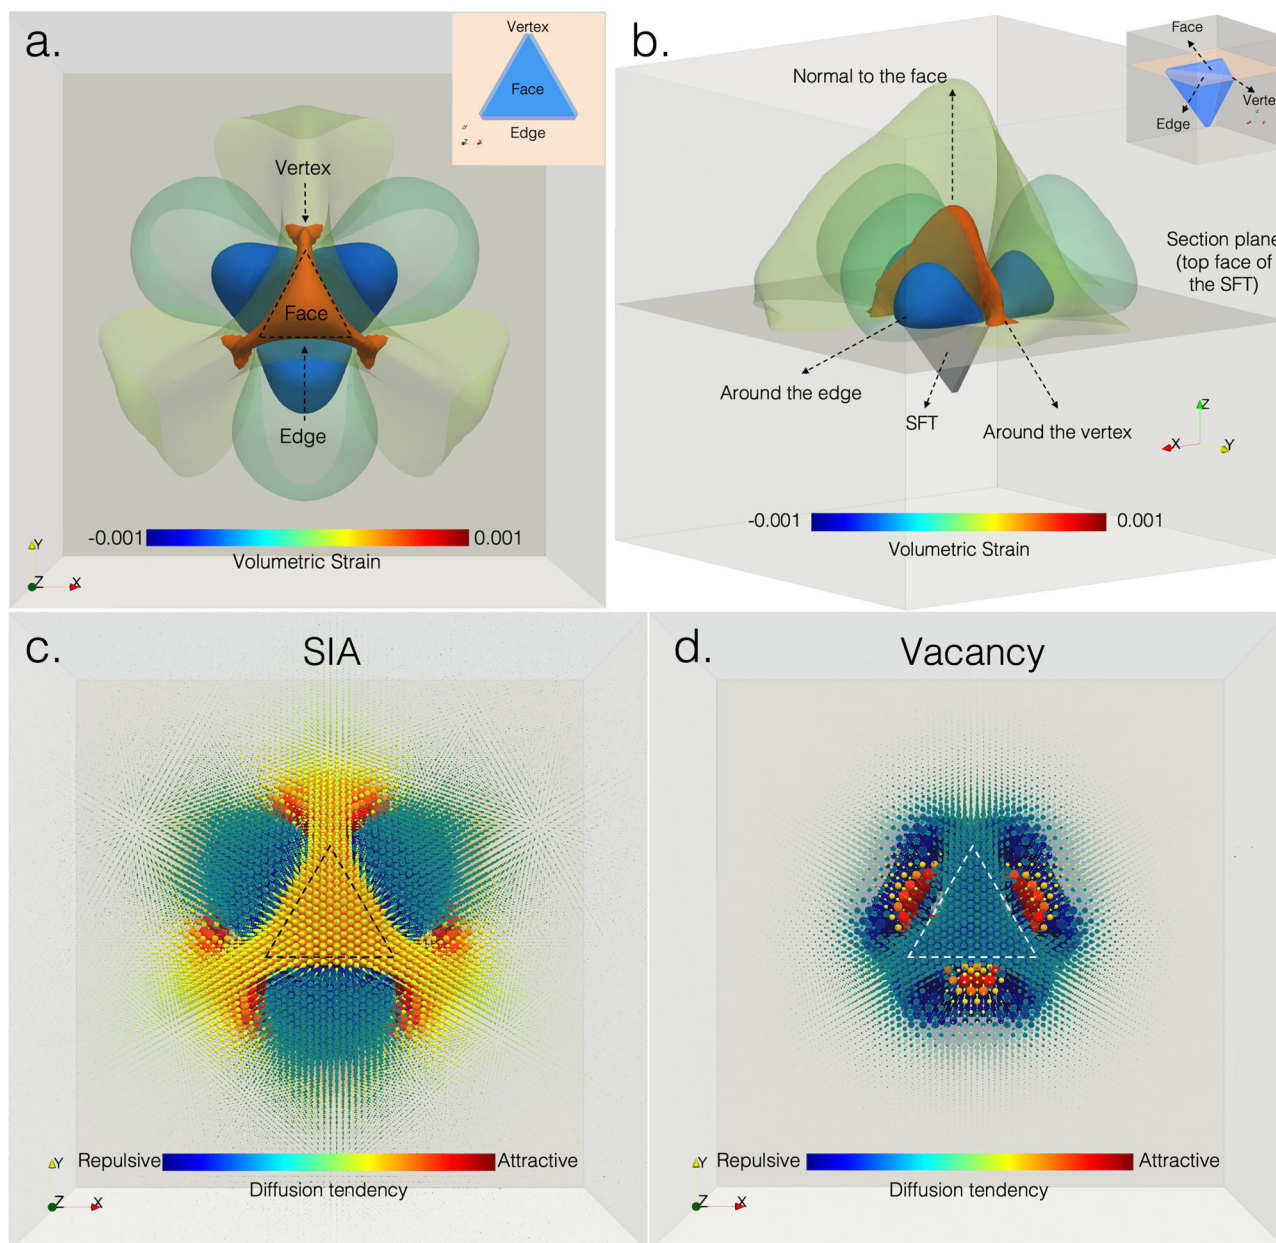 a.
Vertex
Face
Edge
Y
Z X
Vertex
Face
Edge
-0.001 0.001
Volumetric Strain
Y
Z X
b.
Face
Verte
Edge
Normal to the face
Section plane
(top face of
the SFT)
Around the edge
SFT
Around the vertex
Z
X Y
-0.001 0.001
Volumetric Strain
c.
SIA
Repulsive Attractive
Diffusion tendency
Y
Z X
d.
Vacancy
Repulsive Attractive
Diffusion tendency
Y
Z X